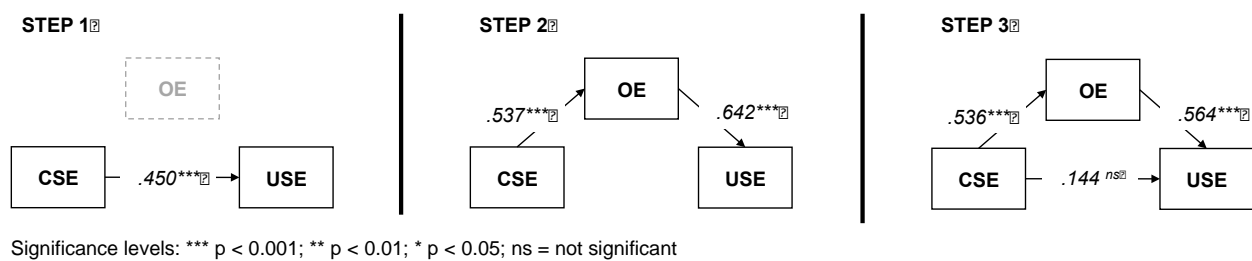 STEP 1
OE
CSE
.450***
USE
STEP 2
OE
.537***
.642***
CSE
USE
STEP 3
OE
.536***
.564***
CSE
.144 ns
USE
Significance levels: *** p < 0.001; ** p < 0.01; * p < 0.05; ns = not significant